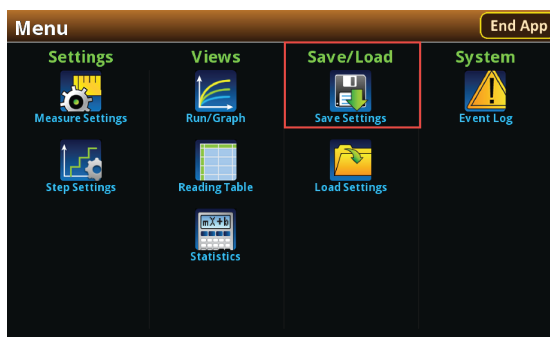 Menu
End App
Settings
Views
Save/Load
System
Measure Settings
Run/Graph
Save Settings
Event Log
Step Settings
Reading Table
Load Settings
mX+b
Statistics